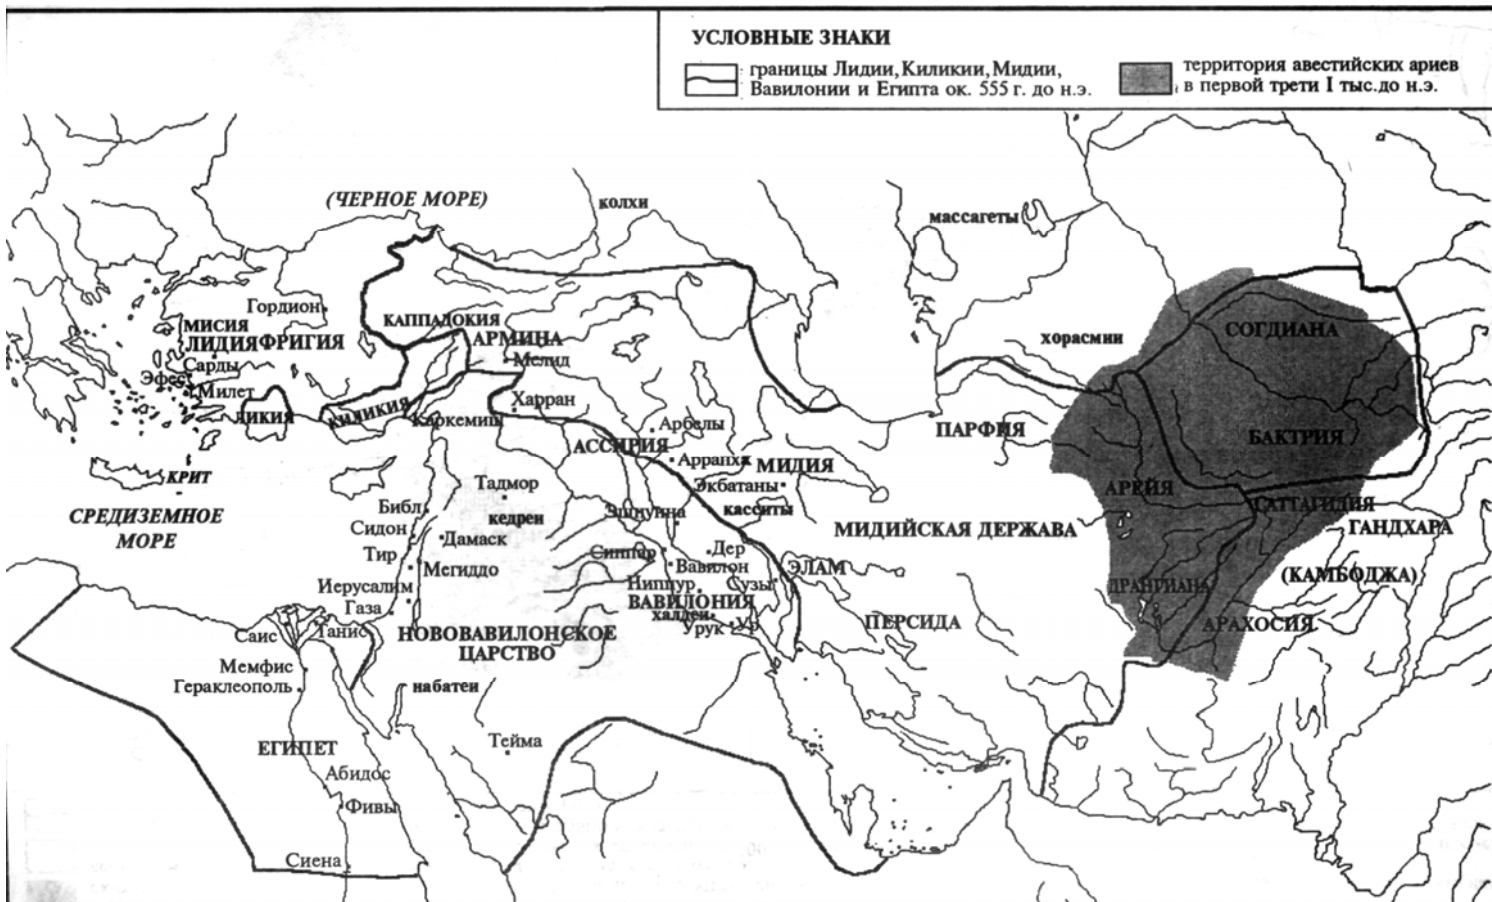 УСЛОВНЫЕ ЗНАКИ
границы Лидии, Киликии, Мидии,
Вавилонии и Египта ок. 555 г. до н.э.
территория авестийских ариев
в первой трети I тыс.до н.э.
(ЧЕРНОЕ МОРЕ)
колхи
массагеты
Гордион
КАППАДОКИЯ
З
МИСИЯ
ЛИДИЯ
ФРИГИЯ
АРМИНА
хорасмии
СОГДИАНА
Сарды
Мелид
Эфес
Милет
Харран
ЛИКИЯ
КИЛИКИЯ
Каркемиш
Арбелы
ПАРФИЯ
БАКТРИЯ
АССИРИЯ
Аррапха
МИДИЯ
КРИТ
Тадмор
Экбатаны
АРЕЙЯ
СРЕДИЗЕМНОЕ
МОРЕ
Библ
кедреи
Эшнунна
касситы
САТТАГИДИЯ
Сидон
Дамаск
МИДИЙСКАЯ ДЕРЖАВА
ГАНДХАРА
Тир
Мегиддо
Сиппар
Дер
Вавилон
ЭЛАМ
(КАМБОДЖА)
Иерусалим
Ниппур
Сузы
ДРАНГИАНА
Газа
ВАВИЛОНИЯ
халдеи
Урук
Ур
ПЕРСИДА
АРАХОСИЯ
Саис
Танис
НОВОВАВИЛОНСКОЕ
ЦАРСТВО
Мемфис
Гераклеополь
набатеи
ЕГИПЕТ
Тейма
Абидос
Фивы
Сиена